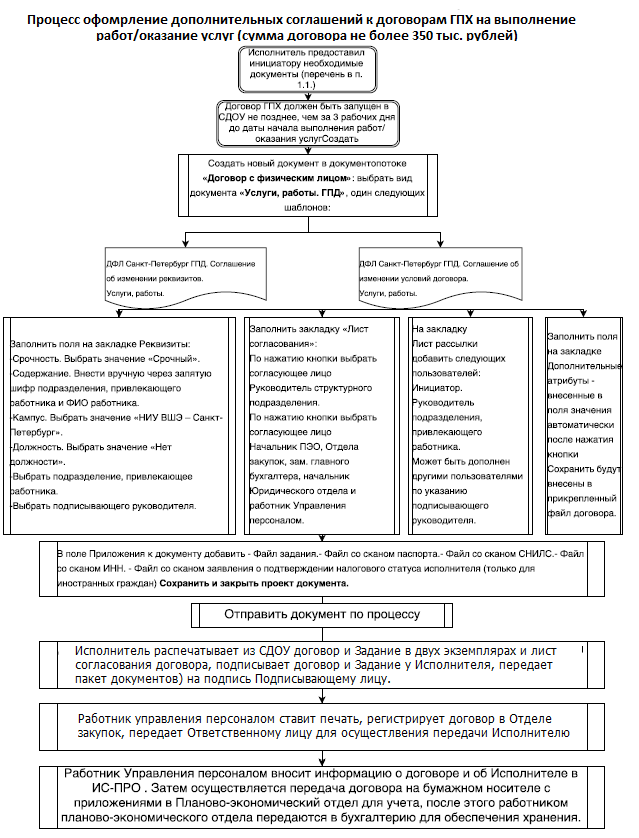 Процесс офомрление дополнительных соглашений к договорам ГПХ на выполнение
работ/оказание услуг (сумма договора не более 350 тыс. рублей)
Исполнитель предоставил
инициатору необходимые
документы (перечень в п.
1.1.)
Договор ГПХ должен быть запущен в
СДОУ не позднее, чем за 3 рабочих дня
до даты начала выполнения работ/
оказания услугСоздать
Создать новый документ в документопотоке
«Договор с физическим лицом»: выбрать вид
документа «Услуги, работы. ГПД», один следующих
шаблонов:
ДФЛ Санкт-Петербург ГПД. Соглашение
об изменении реквизитов.
Услуги, работы.
ДФЛ Санкт-Петербург ГПД. Соглашение об
изменении условий договора.
Услуги, работы.
Заполнить поля на закладке Реквизиты:
-Срочность. Выбрать значение «Срочный».
-Содержание. Внести вручную через запятую
шифр подразделения, привлекающего
работника и ФИО работника.
-Кампус. Выбрать значение «НИУ ВШЭ – Санкт-
Петербург».
-Должность. Выбрать значение «Нет
должности».
-Выбрать подразделение, привлекающее
работника.
-Выбрать подписывающего руководителя.
Заполнить закладку «Лист
согласования»:
По нажатию кнопки выбрать
согласующее лицо
Руководитель структурного
подразделения.
По нажатию кнопки выбрать
согласующее лицо
Начальник ПЭО, Отдела
закупок, зам. главного
бухгалтера, начальник
Юридического отдела и
работник Управления
персоналом.
На закладку
Лист рассылки
добавить следующих
пользователей:
Инициатор.
Руководитель
подразделения,
привлекающего
работника.
Может быть дополнен
другими пользователями
по указанию
подписывающего
руководителя.
Заполнить поля
на закладке
Дополнительные
атрибуты -
внесенные в
поля значения
автоматически
после нажатия
кнопки
Сохранить будут
внесены в
прикрепленный
файл договора.
В поле Приложения к документу добавить - Файл задания.- Файл со сканом паспорта.- Файл со сканом СНИЛС.- Файл
со сканом ИНН. - Файл со сканом заявления о подтверждении налогового статуса исполнителя (только для
иностранных граждан) Сохранить и закрыть проект документа.
Отправить документ по процессу
Исполнитель распечатывает из СДОУ договор и Задание в двух экземплярах и лист
согласования договора, подписывает договор и Задание у Исполнителя, передает
пакет документов) на подпись Подписывающему лицу.
Работник управления персоналом ставит печать, регистрирует договор в Отделе
закупок, передает Ответственному лицу для осуществления передачи Исполнителю
Работник Управления персоналом вносит информацию о договоре и об Исполнителе в
ИС-ПРО . Затем осуществляется передача договора на бумажном носителе с
приложениями в Планово-экономический отдел для учета, после этого работником
планово-экономического отдела передаются в бухгалтерию для обеспечения хранения.